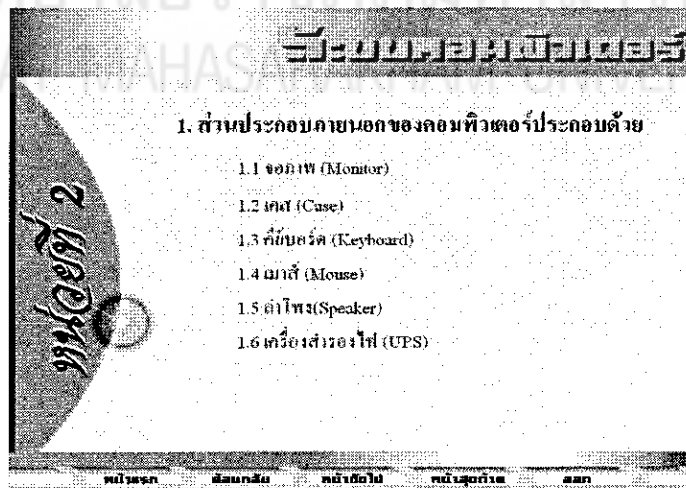 MAHASARAKHAM UNIVE
ระบบคอมพิวเตอร์
หน่วยที่ 2
1. ส่วนประกอบภายนอกของคอมพิวเตอร์ประกอบด้วย
1.1 จอภาพ (Monitor)
1.2 เคส (Case)
1.3 คีย์บอร์ด (Keyboard)
1.4 เมาส์ (Mouse)
1.5 ลำโพง(Speaker)
1.6 เครื่องสำรองไฟ (UPS)
หน้าแรก ย้อนกลับ หน้าถัดไป หน้าสุดท้าย ออก